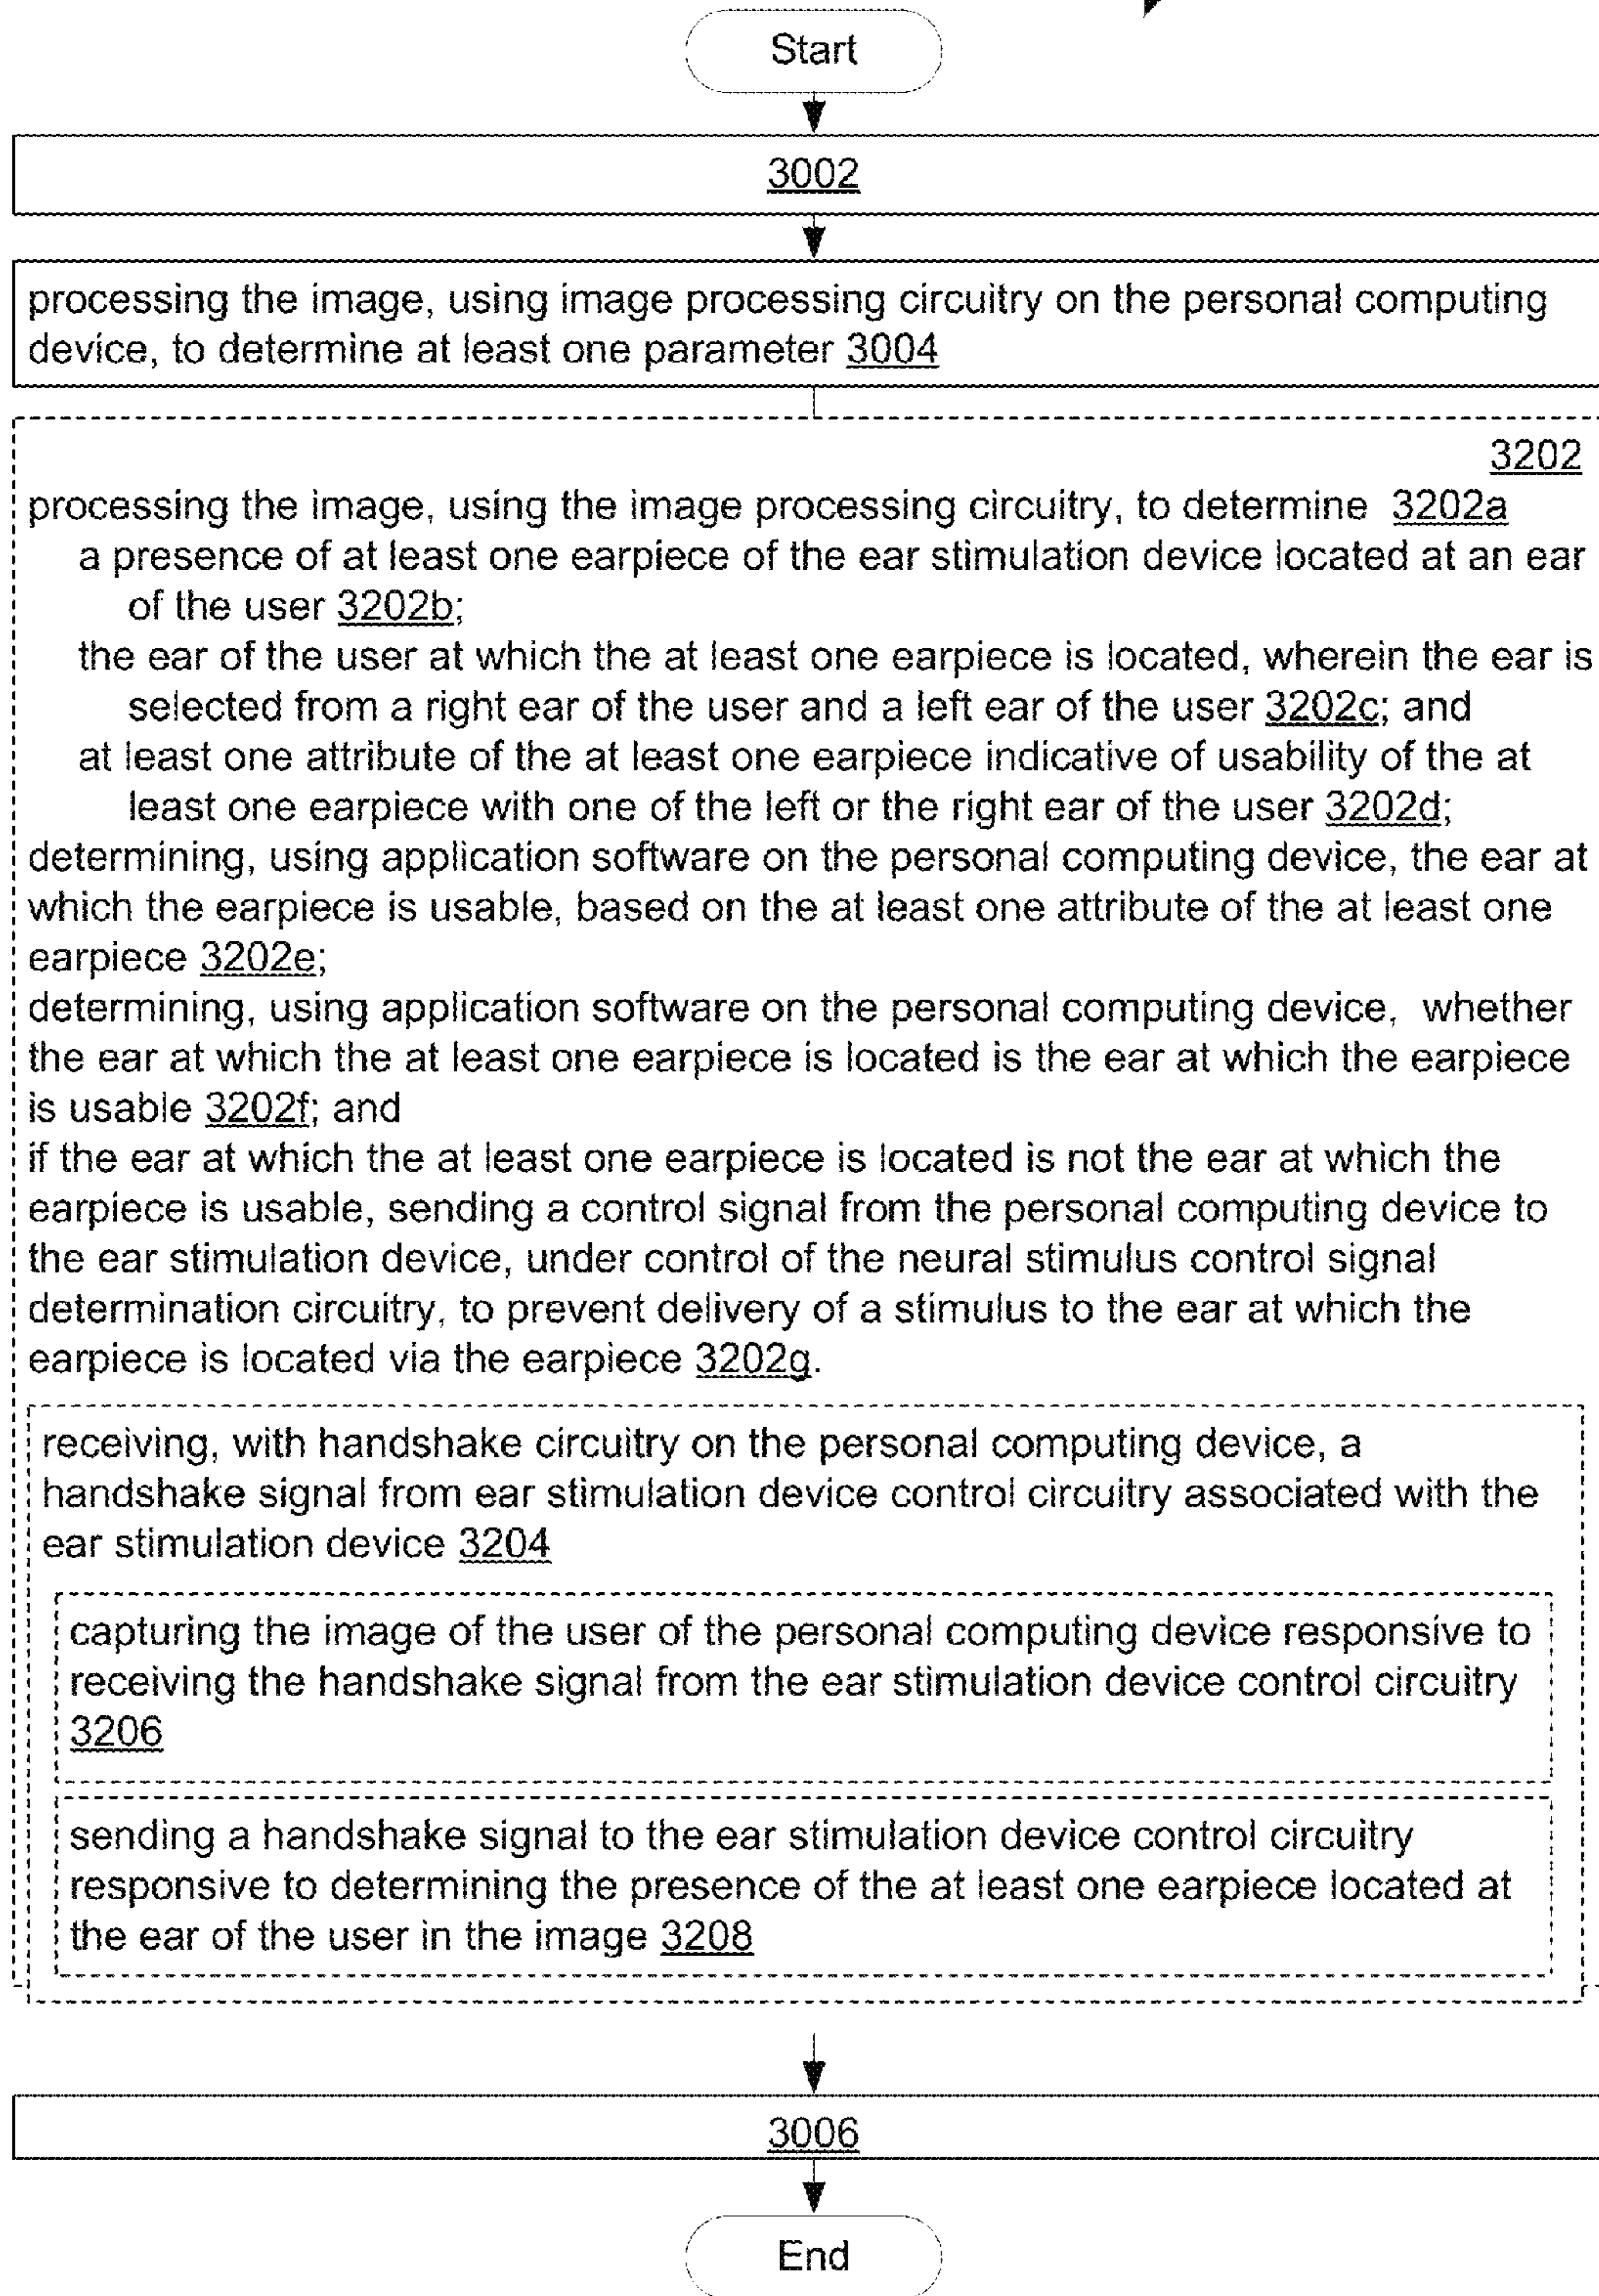 Start
3002
processing the image, using image processing circuitry on the personal computing
device, to determine at least one parameter 3004
3202
processing the image, using the image processing circuitry, to determine 3202a
a presence of at least one earpiece of the ear stimulation device located at an ear
of the user 3202b;
the ear of the user at which the at least one earpiece is located, wherein the ear is
selected from a right ear of the user and a left ear of the user 3202c; and
at least one attribute of the at least one earpiece indicative of usability of the at
least one earpiece with one of the left or the right ear of the user 3202d;
determining, using application software on the personal computing device, the ear at
which the earpiece is usable, based on the at least one attribute of the at least one
earpiece 3202e;
determining, using application software on the personal computing device, whether
the ear at which the at least one earpiece is located is the ear at which the earpiece
is usable 3202f; and
if the ear at which the at least one earpiece is located is not the ear at which the
earpiece is usable, sending a control signal from the personal computing device to
the ear stimulation device, under control of the neural stimulus control signal
determination circuitry, to prevent delivery of a stimulus to the ear at which the
earpiece is located via the earpiece 3202g.
receiving, with handshake circuitry on the personal computing device, a
handshake signal from ear stimulation device control circuitry associated with the
ear stimulation device 3204
capturing the image of the user of the personal computing device responsive to
receiving the handshake signal from the ear stimulation device control circuitry
3206
sending a handshake signal to the ear stimulation device control circuitry
responsive to determining the presence of the at least one earpiece located at
the ear of the user in the image 3208
3006
End